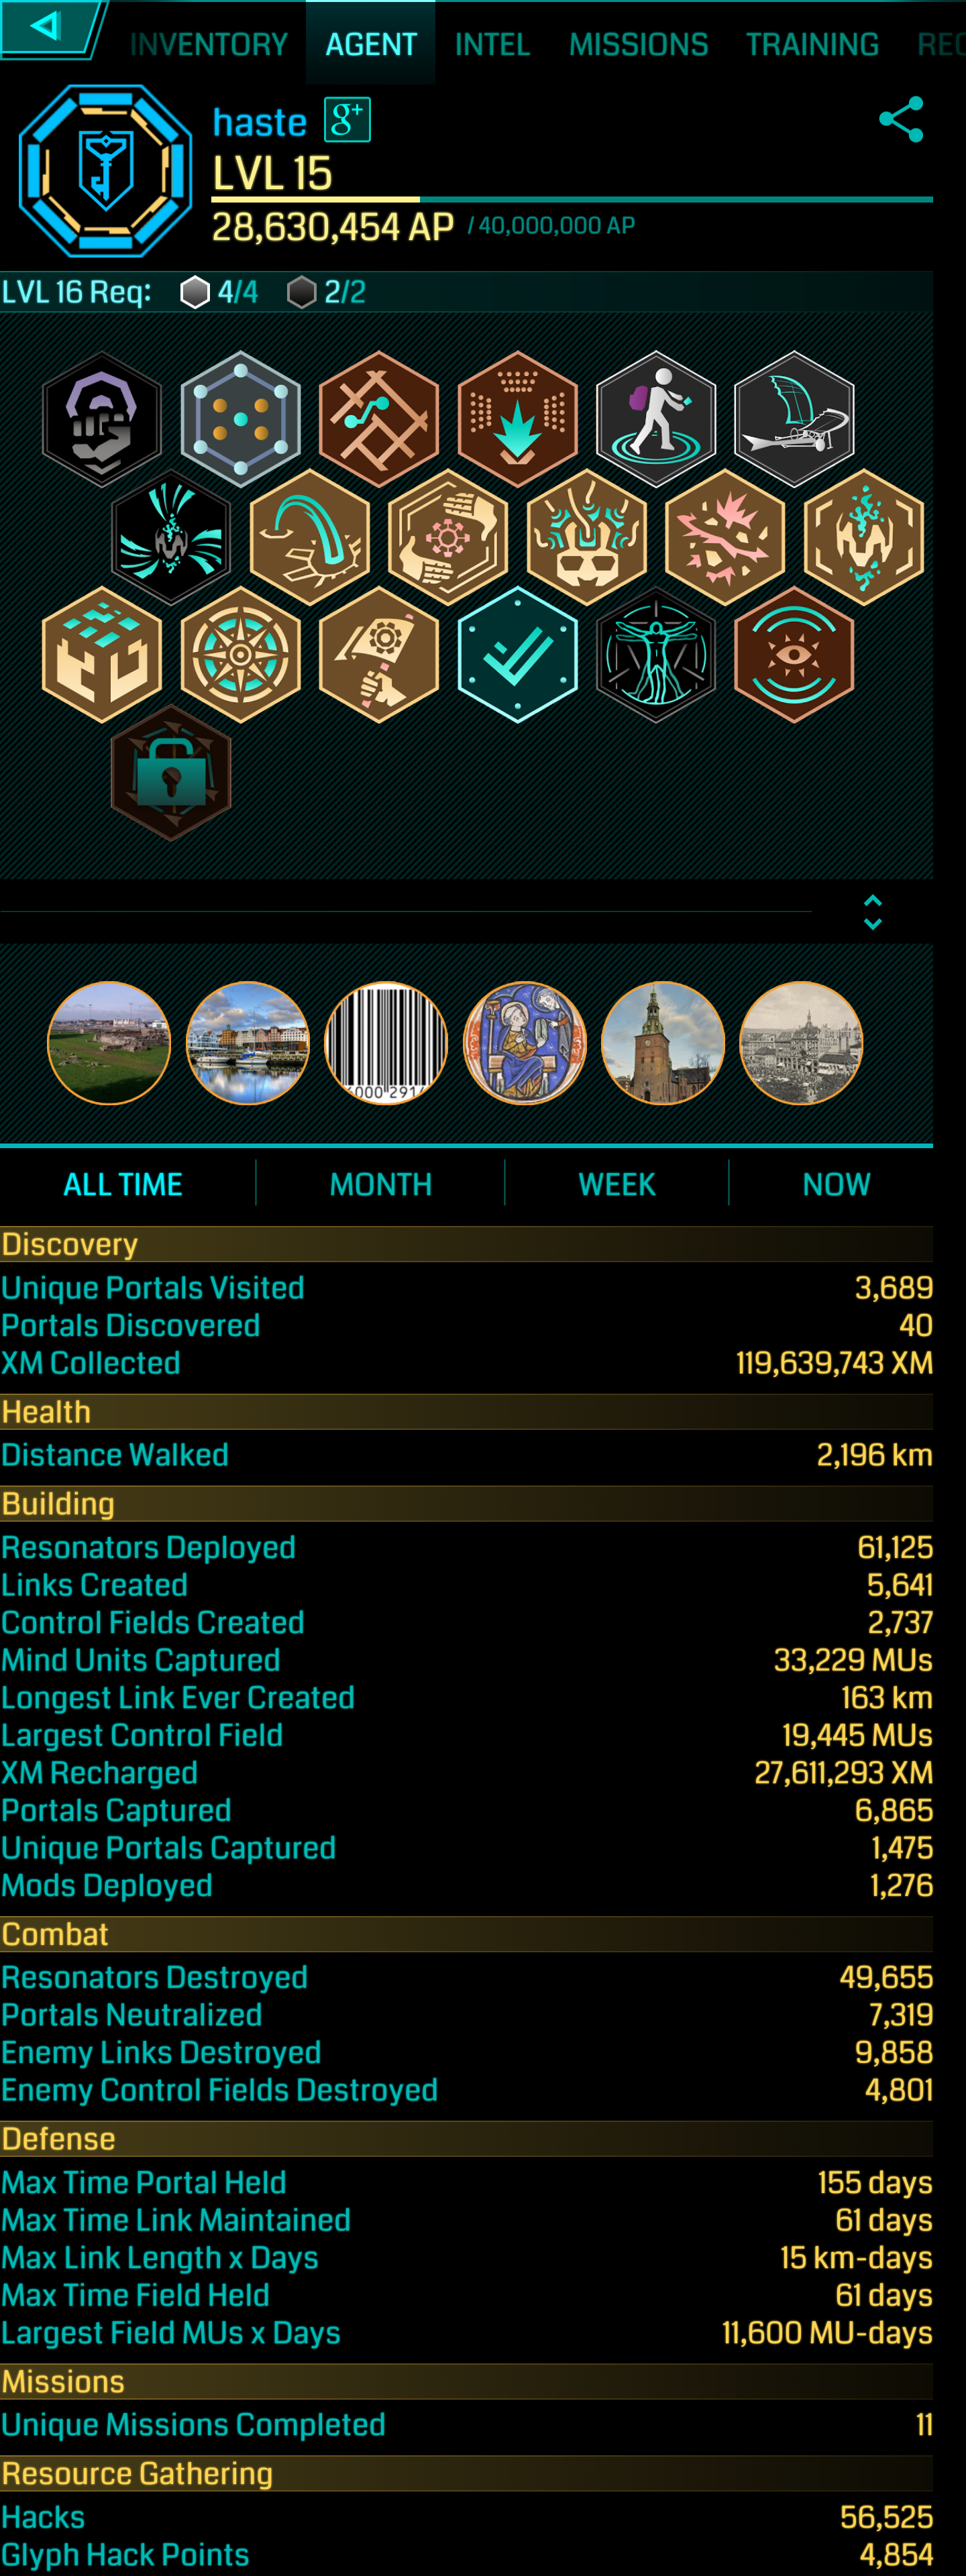 INVENTORY AGENT INTEL MISSIONS TRAINING REC
haste g+
LVL 15
28,630,454 AP / 40,000,000 AP
LVL 16 Req: 4/4 2/2
ALL TIME MONTH WEEK NOW
Discovery
Unique Portals Visited 3,689
Portals Discovered 40
XM Collected 119,639,743 XM
Health
Distance Walked 2,196 km
Building
Resonators Deployed 61,125
Links Created 5,641
Control Fields Created 2,737
Mind Units Captured 33,229 MUs
Longest Link Ever Created 163 km
Largest Control Field 19,445 MUs
XM Recharged 27,611,293 XM
Portals Captured 6,865
Unique Portals Captured 1,475
Mods Deployed 1,276
Combat
Resonators Destroyed 49,655
Portals Neutralized 7,319
Enemy Links Destroyed 9,858
Enemy Control Fields Destroyed 4,801
Defense
Max Time Portal Held 155 days
Max Time Link Maintained 61 days
Max Link Length x Days 15 km-days
Max Time Field Held 61 days
Largest Field MUs x Days 11,600 MU-days
Missions
Unique Missions Completed 11
Resource Gathering
Hacks 56,525
Glyph Hack Points 4,854